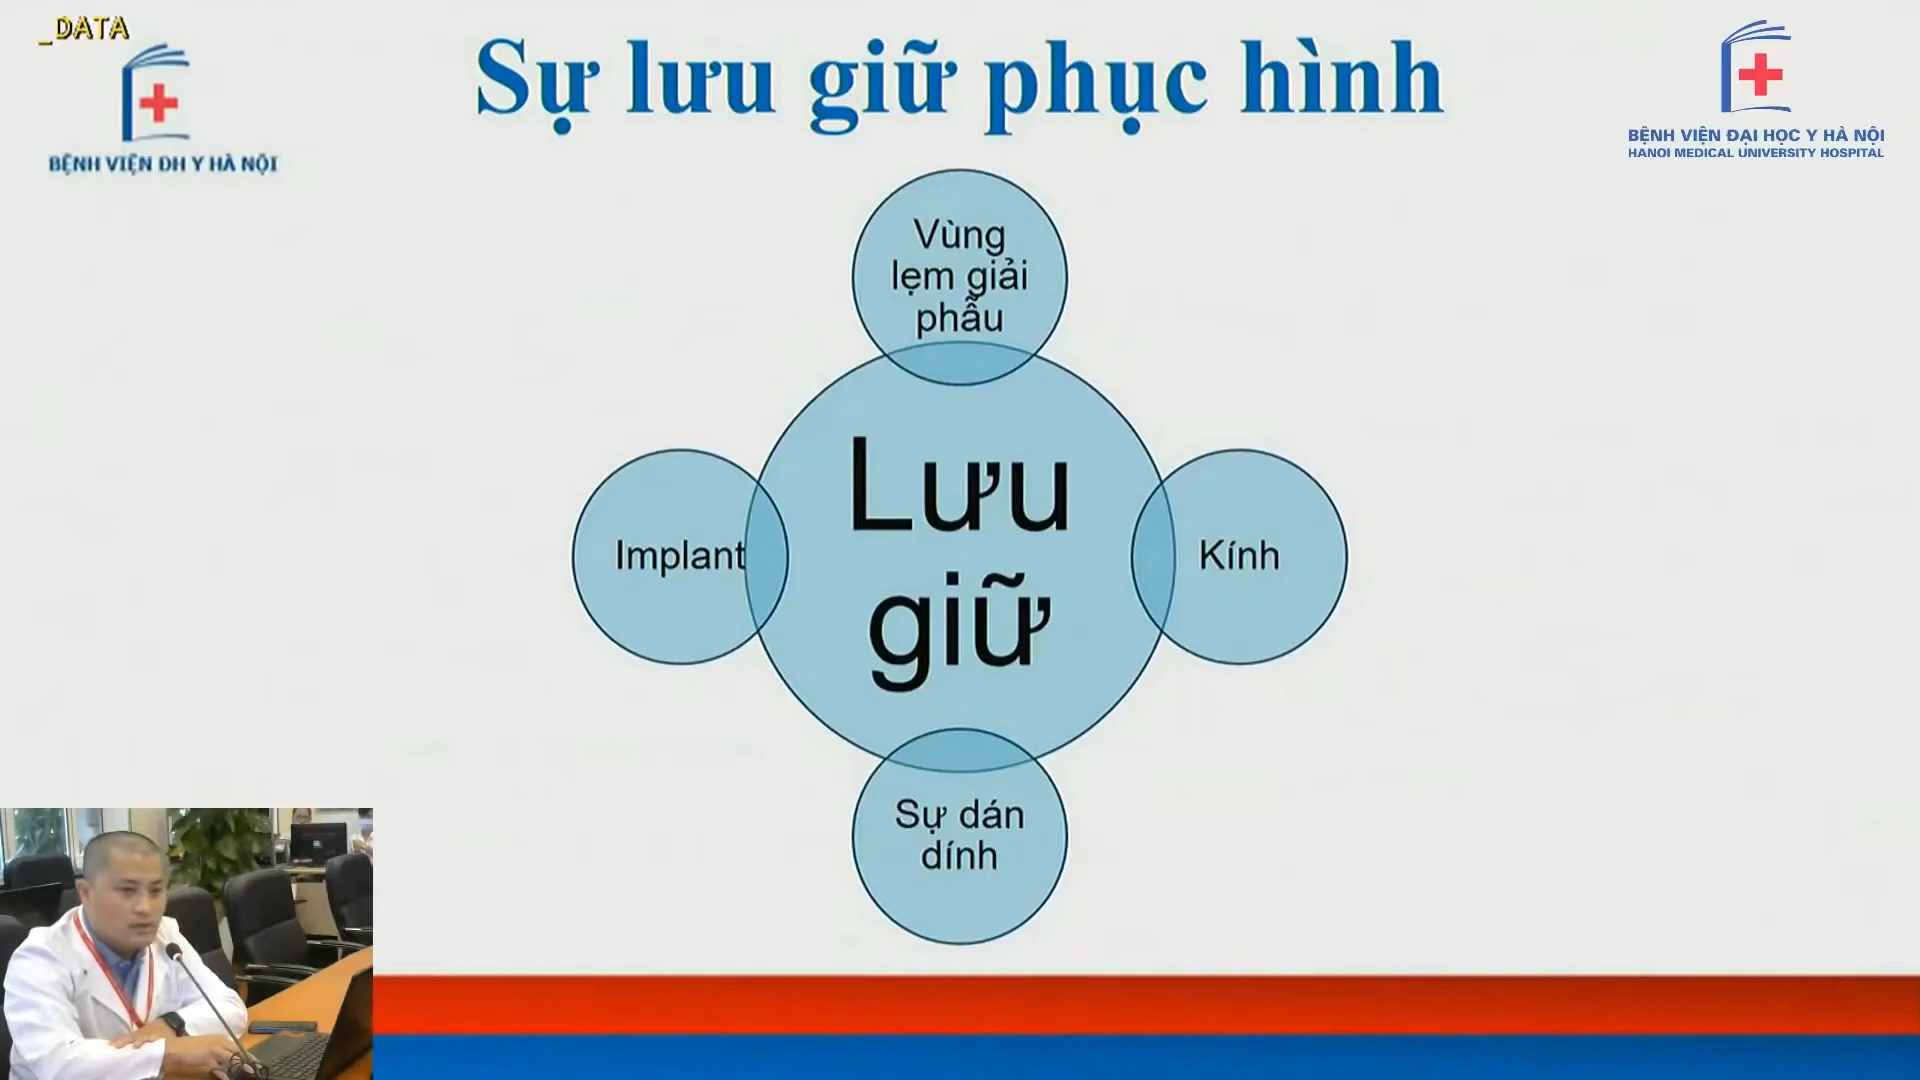 _DATA
BỆNH VIỆN ĐH Y HÀ NỘI
Sự lưu giữ phục hình
BỆNH VIỆN ĐẠI HỌC Y HÀ NỘI
HANOI MEDICAL UNIVERSITY HOSPITAL
Vùng
lẹm giải
phẫu
Implant
Lưu
giữ
Kính
Sự dán
dính